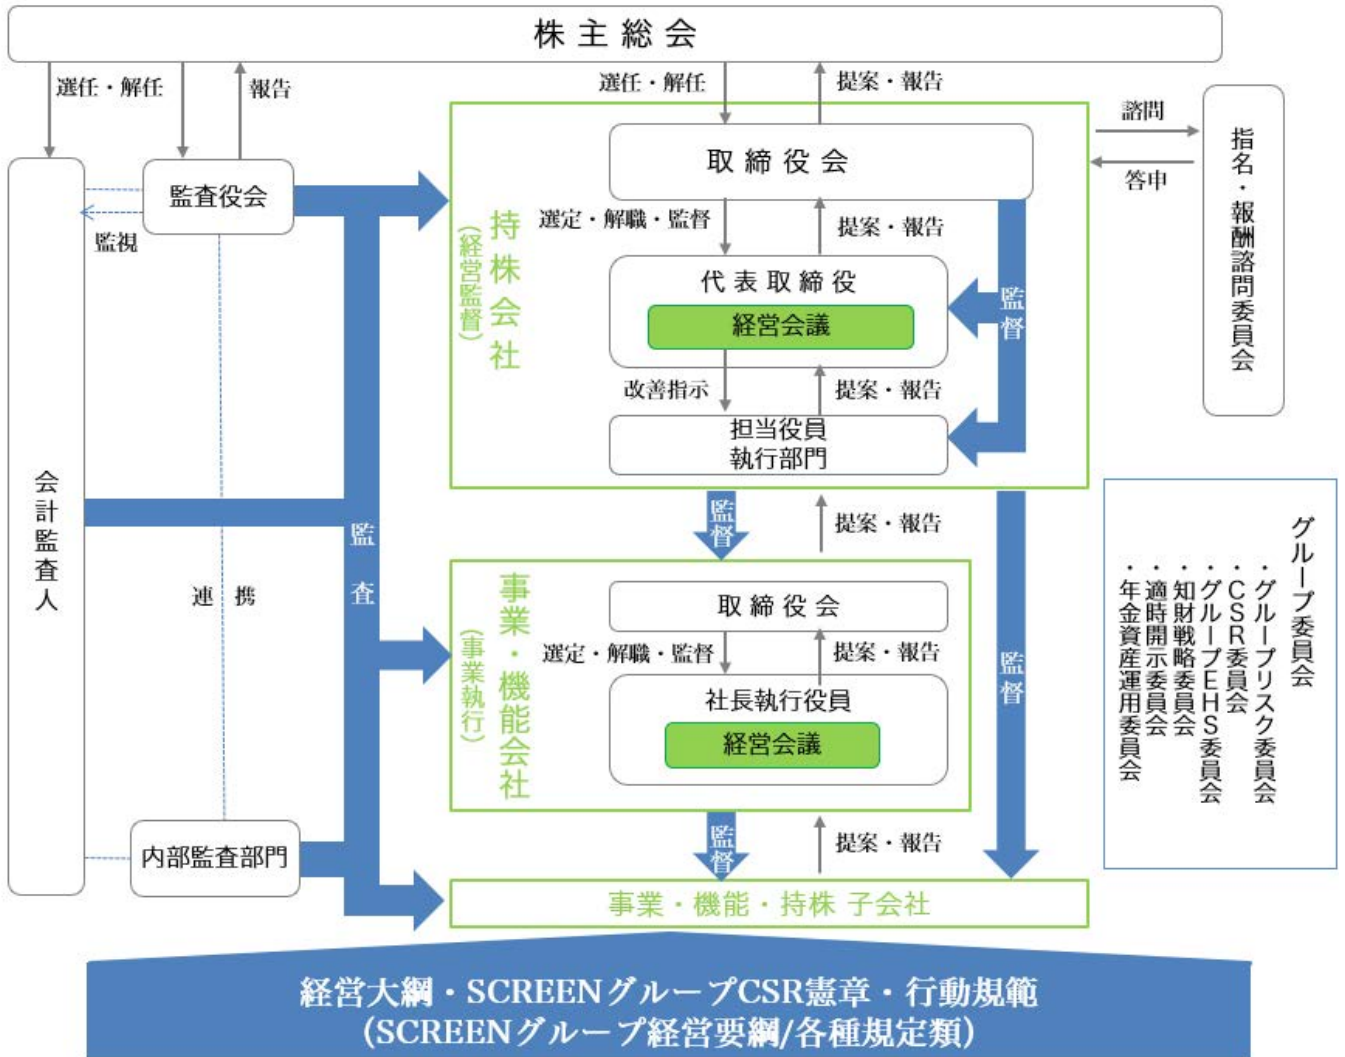 株主総会
選任・解任
報告
選任・解任
提案・報告
監査役会
監視
会計監査人
連携
内部監査部門
監査
持株会社
(経営監督)
取締役会
選定・解職・監督
提案・報告
代表取締役
経営会議
監督
改善指示
提案・報告
担当役員
執行部門
諮問
答申
指名・報酬諮問委員会
監督
提案・報告
監督
事業・機能会社
(事業執行)
取締役会
選定・解職・監督
提案・報告
社長執行役員
経営会議
監督
提案・報告
事業・機能・持株 子会社
グループ委員会
・グループリスク委員会
・CSR委員会
・グループEHS委員会
・知財戦略委員会
・適時開示委員会
・年金資産運用委員会
経営大綱・SCREENグループCSR憲章・行動規範
(SCREENグループ経営要綱/各種規定類)